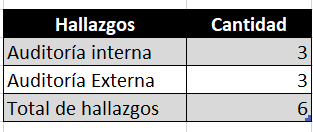 Hallazgos Cantidad
Auditoría interna 3
Auditoría Externa 3
Total de hallazgos 6